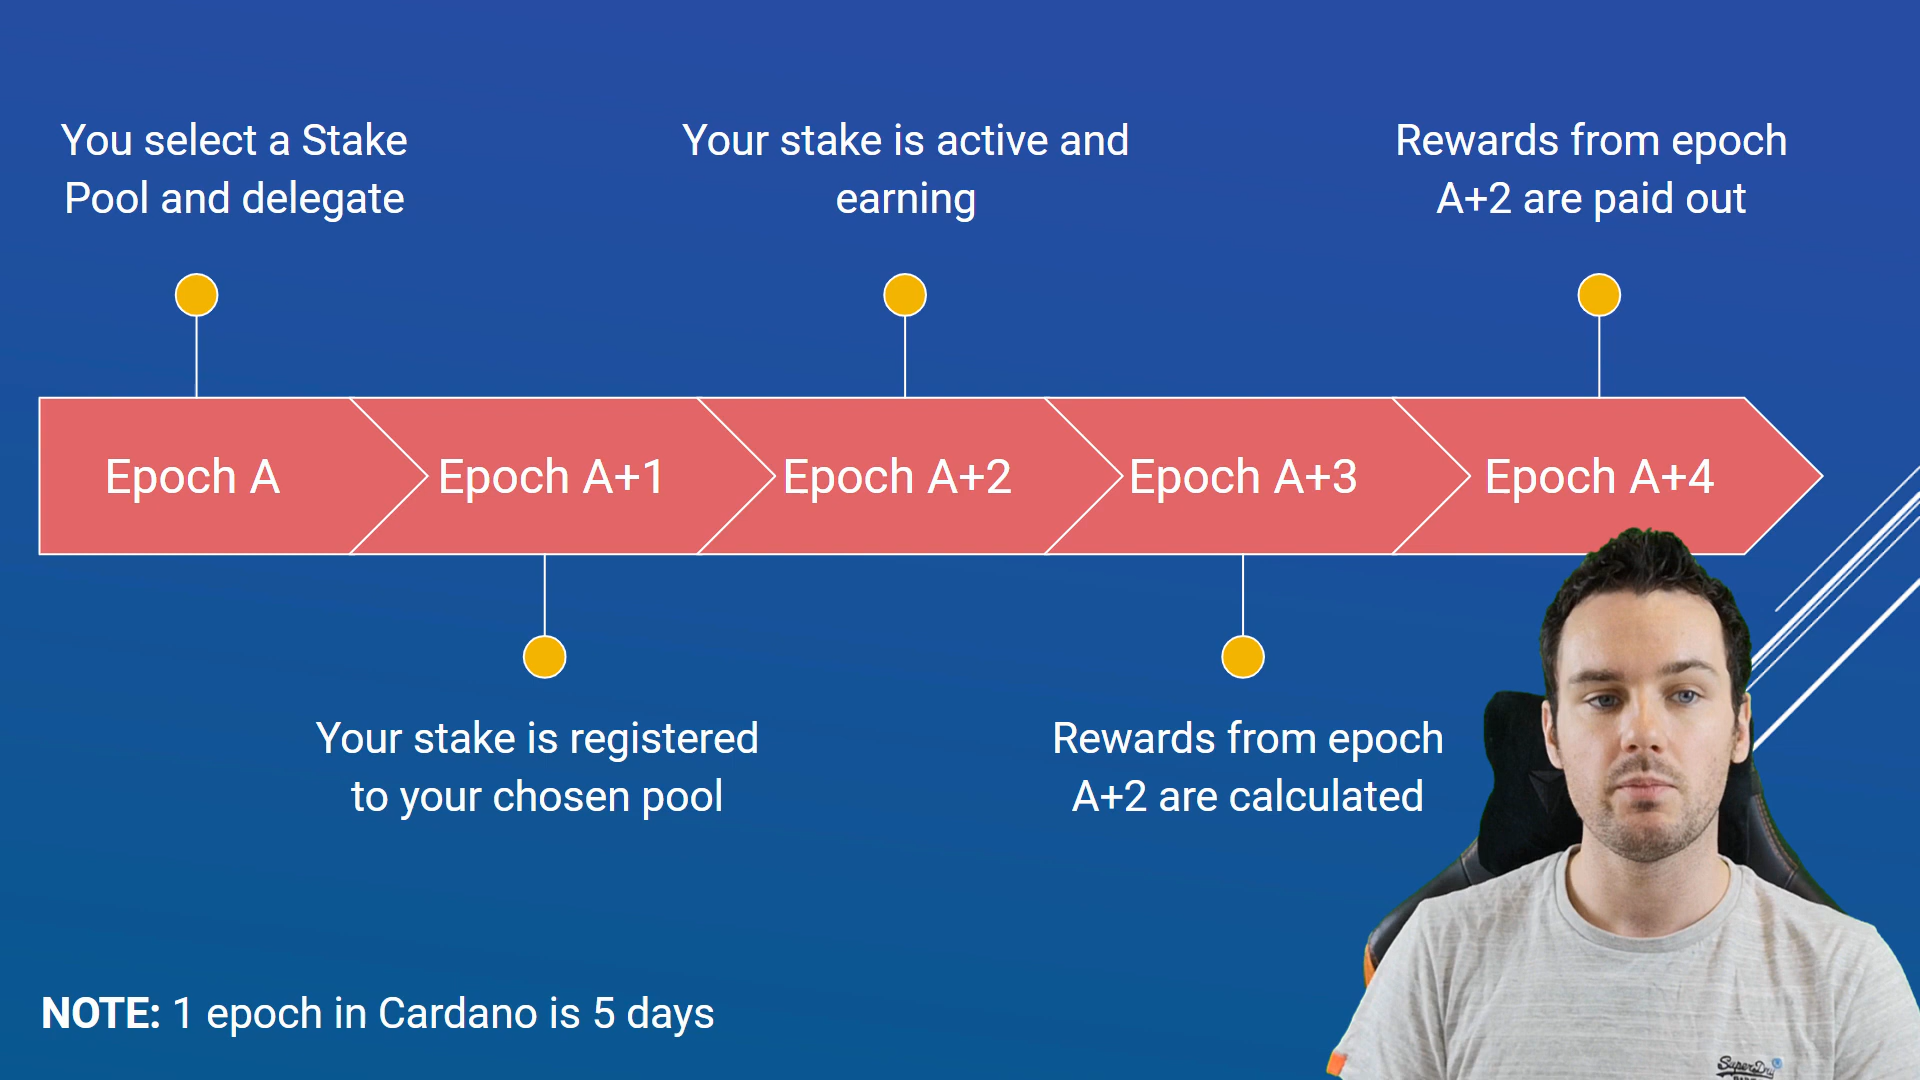 You select a Stake
Pool and delegate
Your stake is active and
earning
Rewards from epoch
A+2 are paid out
Epoch A
Epoch A+1
Epoch A+2
Epoch A+3
Epoch A+4
Your stake is registered
to your chosen pool
Rewards from epoch
A+2 are calculated
NOTE: 1 epoch in Cardano is 5 days